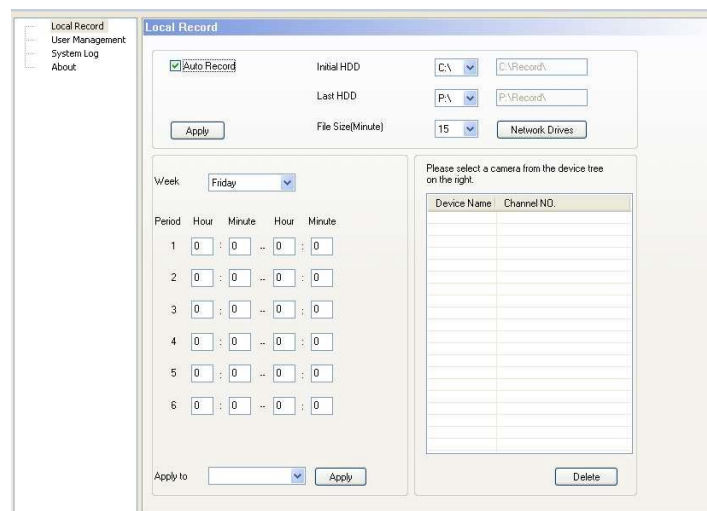 Local Record
User Management
System Log
About
Local Record
Auto Record
Initial HDD
C:\
C:\Record\
Last HDD
P:\
P:\Record\
Apply
File Size(Minute)
15
Network Drives
Week
Friday
Period Hour Minute Hour Minute
1 0 : 0 -- 0 : 0
2 0 : 0 -- 0 : 0
3 0 : 0 -- 0 : 0
4 0 : 0 -- 0 : 0
5 0 : 0 -- 0 : 0
6 0 : 0 -- 0 : 0
Apply to
Apply
Please select a camera from the device tree
on the right.
Device Name Channel NO.
Delete